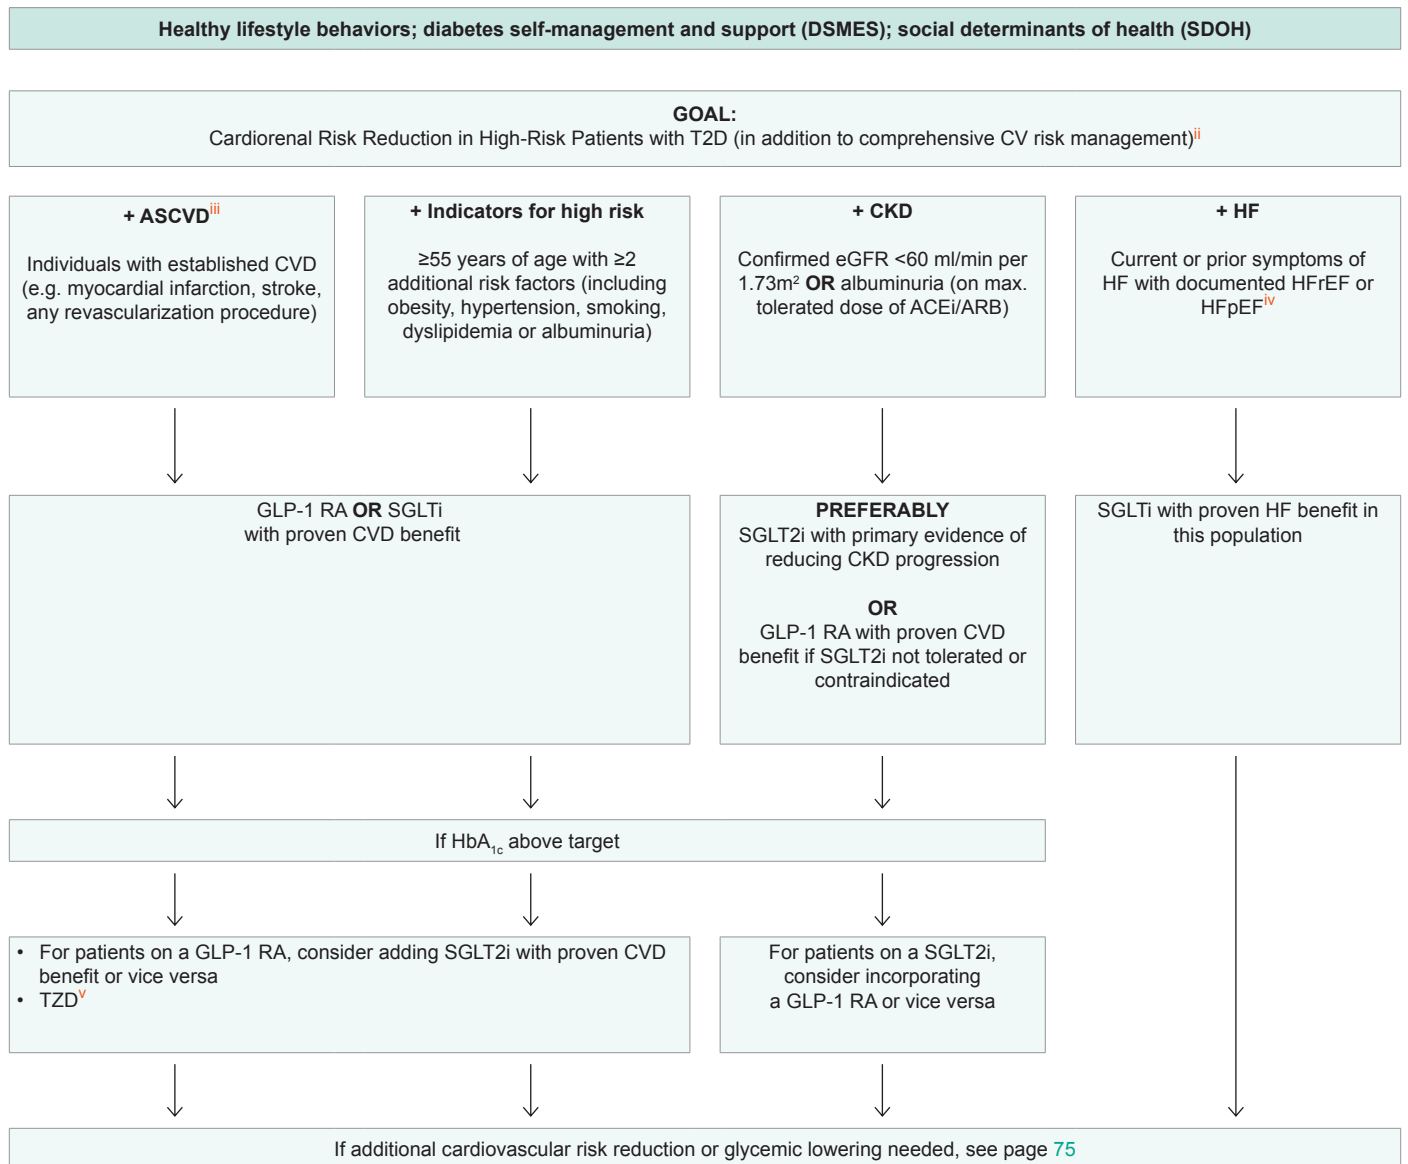 Healthy lifestyle behaviors; diabetes self-management and support (DSMES); social determinants of health (SDOH)
GOAL:
Cardiorenal Risk Reduction in High-Risk Patients with T2D (in addition to comprehensive CV risk management)ii
+ ASCVDiii
Individuals with established CVD
(e.g. myocardial infarction, stroke,
any revascularization procedure)
+ Indicators for high risk
≥55 years of age with ≥2
additional risk factors (including
obesity, hypertension, smoking,
dyslipidemia or albuminuria)
+ CKD
Confirmed eGFR <60 ml/min per
1.73m² OR albuminuria (on max.
tolerated dose of ACEi/ARB)
+ HF
Current or prior symptoms of
HF with documented HFrEF or
HFpEFiv
GLP-1 RA OR SGLTi
with proven CVD benefit
PREFERABLY
SGLT2i with primary evidence of
reducing CKD progression
OR
GLP-1 RA with proven CVD
benefit if SGLT2i not tolerated or
contraindicated
SGLTi with proven HF benefit in
this population
If HbA1c above target
• For patients on a GLP-1 RA, consider adding SGLT2i with proven CVD
benefit or vice versa
• TZDv
For patients on a SGLT2i,
consider incorporating
a GLP-1 RA or vice versa
If additional cardiovascular risk reduction or glycemic lowering needed, see page 75